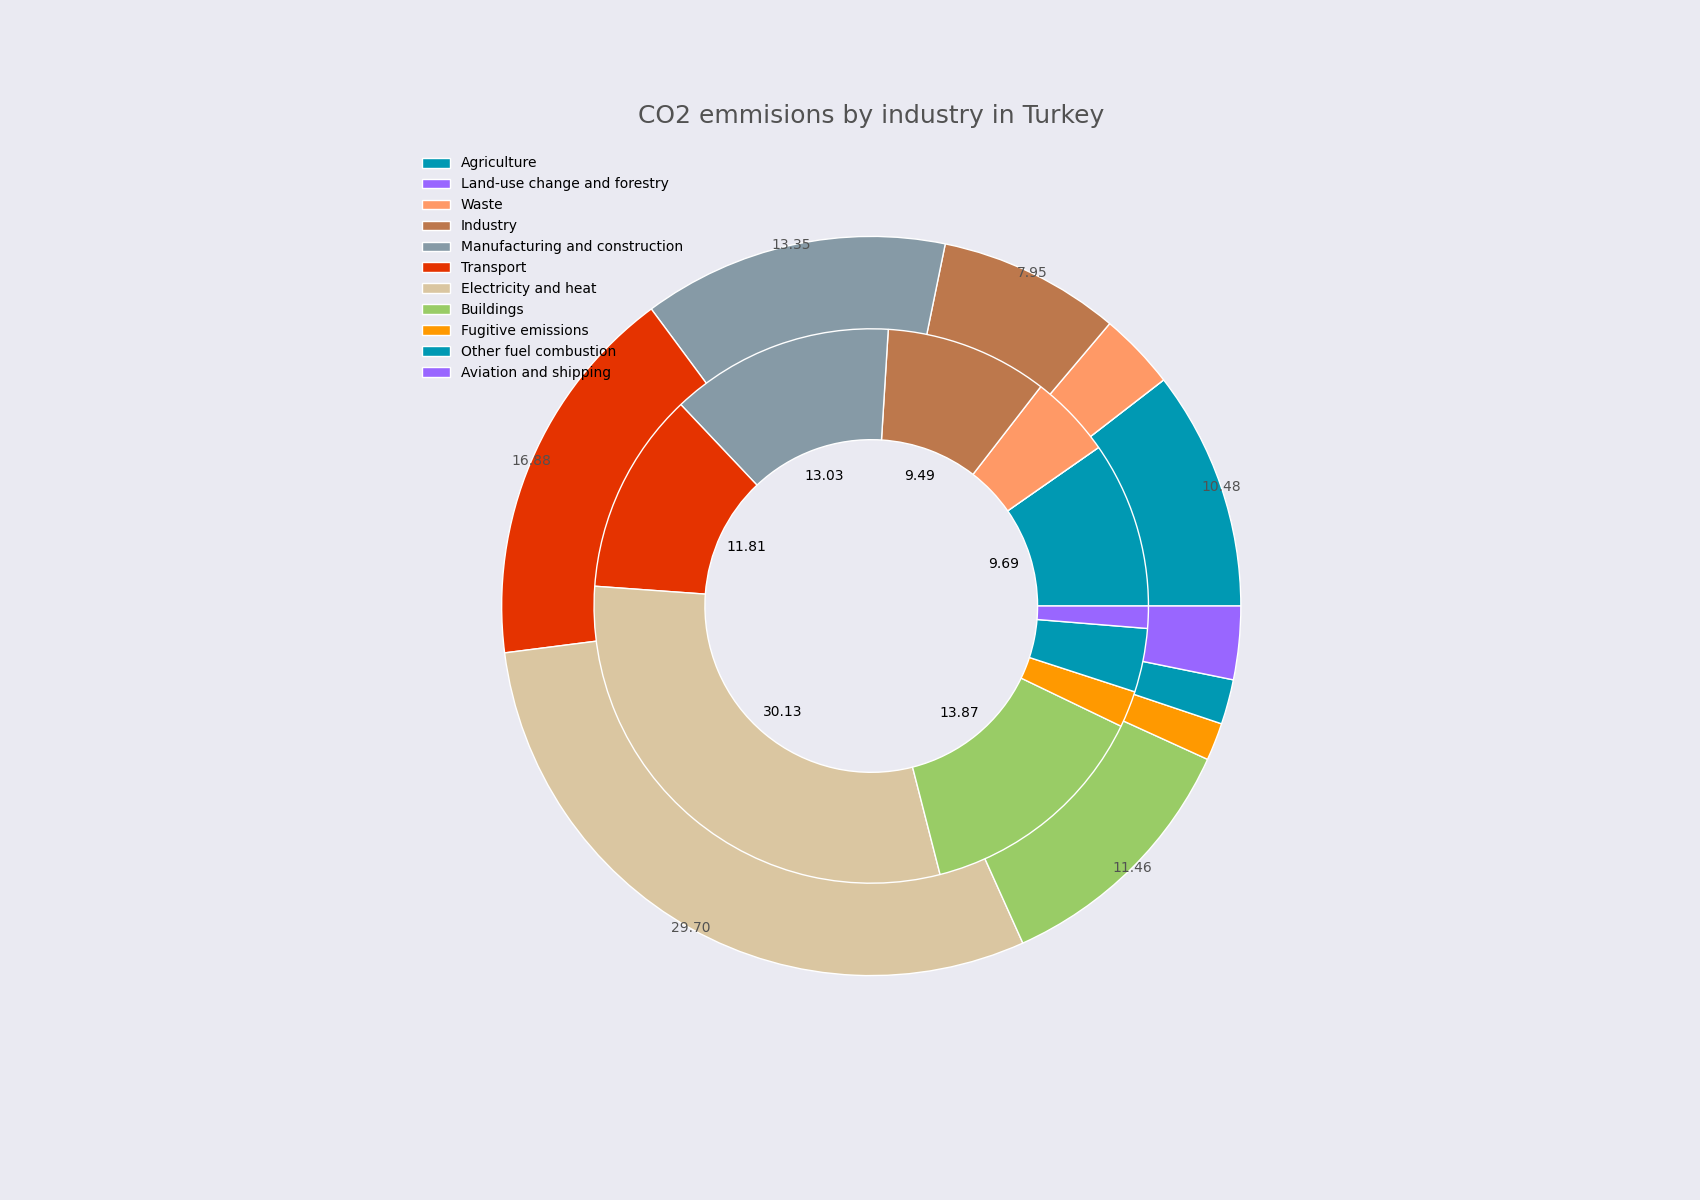 CO2 emmisions by industry in Turkey
Agriculture
Land-use change and forestry
Waste
Industry
Manufacturing and construction
Transport
Electricity and heat
Buildings
Fugitive emissions
Other fuel combustion
Aviation and shipping
13.35
7.95
16.88
10.48
13.03
9.49
11.81
9.69
30.13
13.87
11.46
29.70